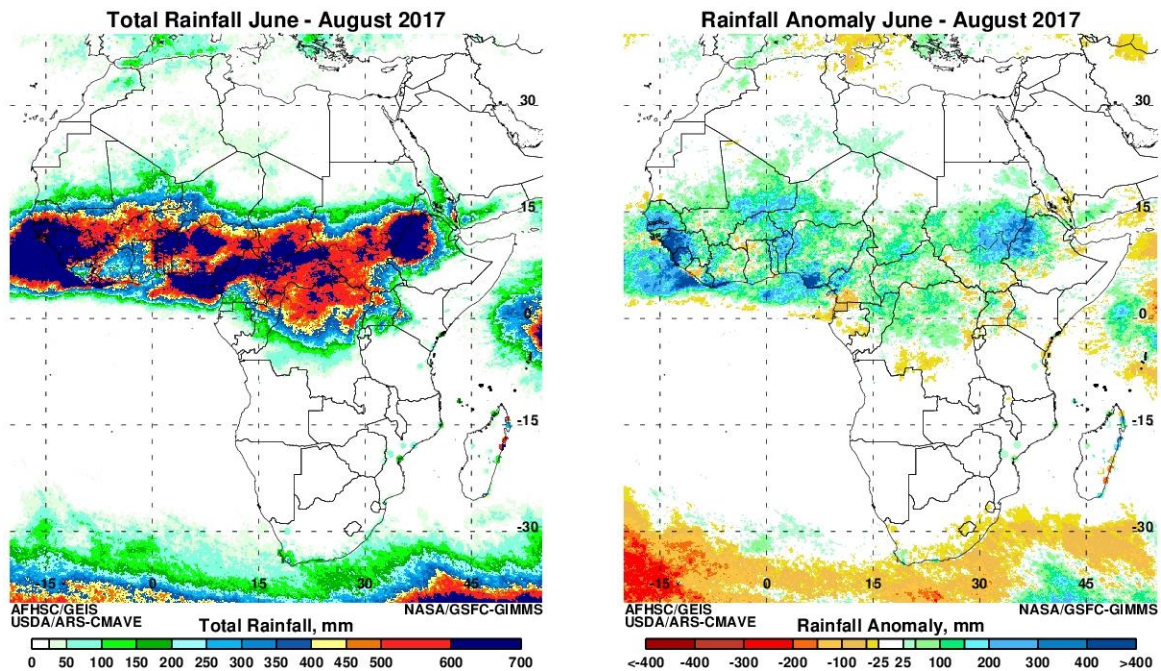 Total Rainfall June - August 2017
30
15
0
-15
-30
-15 0 15 30 45
AFHSC/GEIS
USDA/ARS-CMAVE
NASA/GSFC-GIMMS
Total Rainfall, mm
0 50 100 150 200 250 300 350 400 450 500 600 700
Rainfall Anomaly June - August 2017
30
15
0
-15
-30
-15 0 15 30 45
AFHSC/GEIS
USDA/ARS-CMAVE
NASA/GSFC-GIMMS
Rainfall Anomaly, mm
<-400 -400 -300 -200 -100 -25 25 100 200 300 400 >400